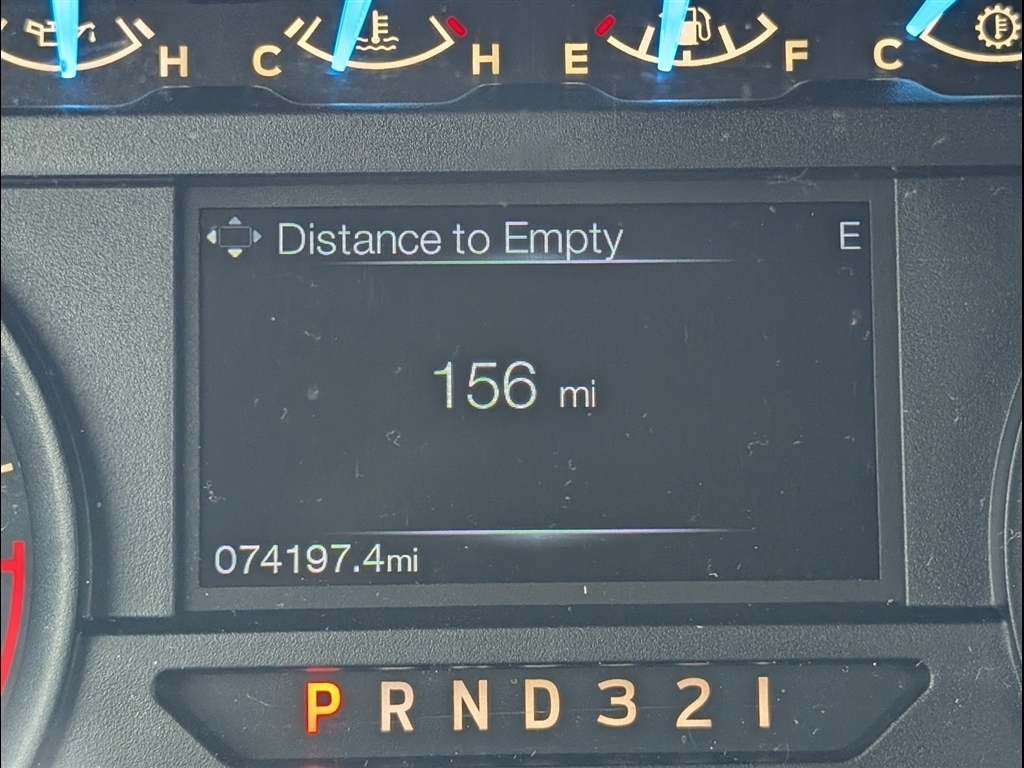 H C H E F C
Distance to Empty E
156 mi
074197.4mi
P R N D 3 2 1